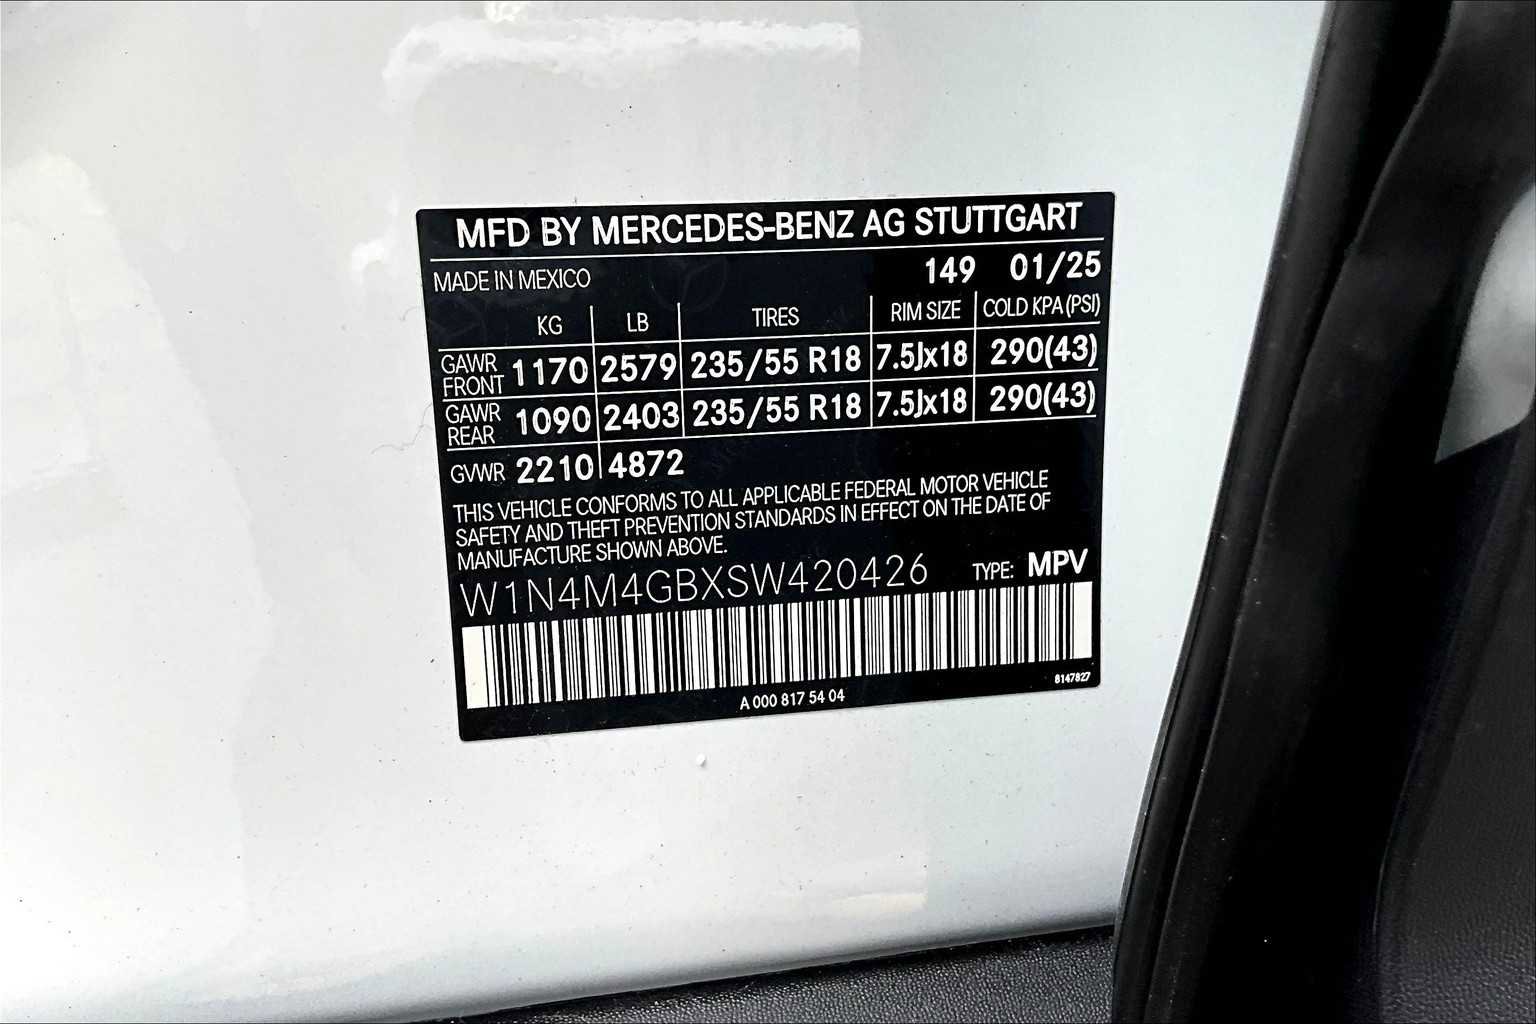 MFD BY MERCEDES-BENZ AG STUTTGART
MADE IN MEXICO 149 01/25
KG LB TIRES RIM SIZE COLD KPA(PSI)
GAWR FRONT 1170 2579 235/55 R18 7.5Jx18 290(43)
GAWR REAR 1090 2403 235/55 R18 7.5Jx18 290(43)
GVWR 2210 4872
THIS VEHICLE CONFORMS TO ALL APPLICABLE FEDERAL MOTOR VEHICLE
SAFETY AND THEFT PREVENTION STANDARDS IN EFFECT ON THE DATE OF
MANUFACTURE SHOWN ABOVE.
W1N4M4GBXSW420426 TYPE: MPV
8147827
A 000 817 54 04